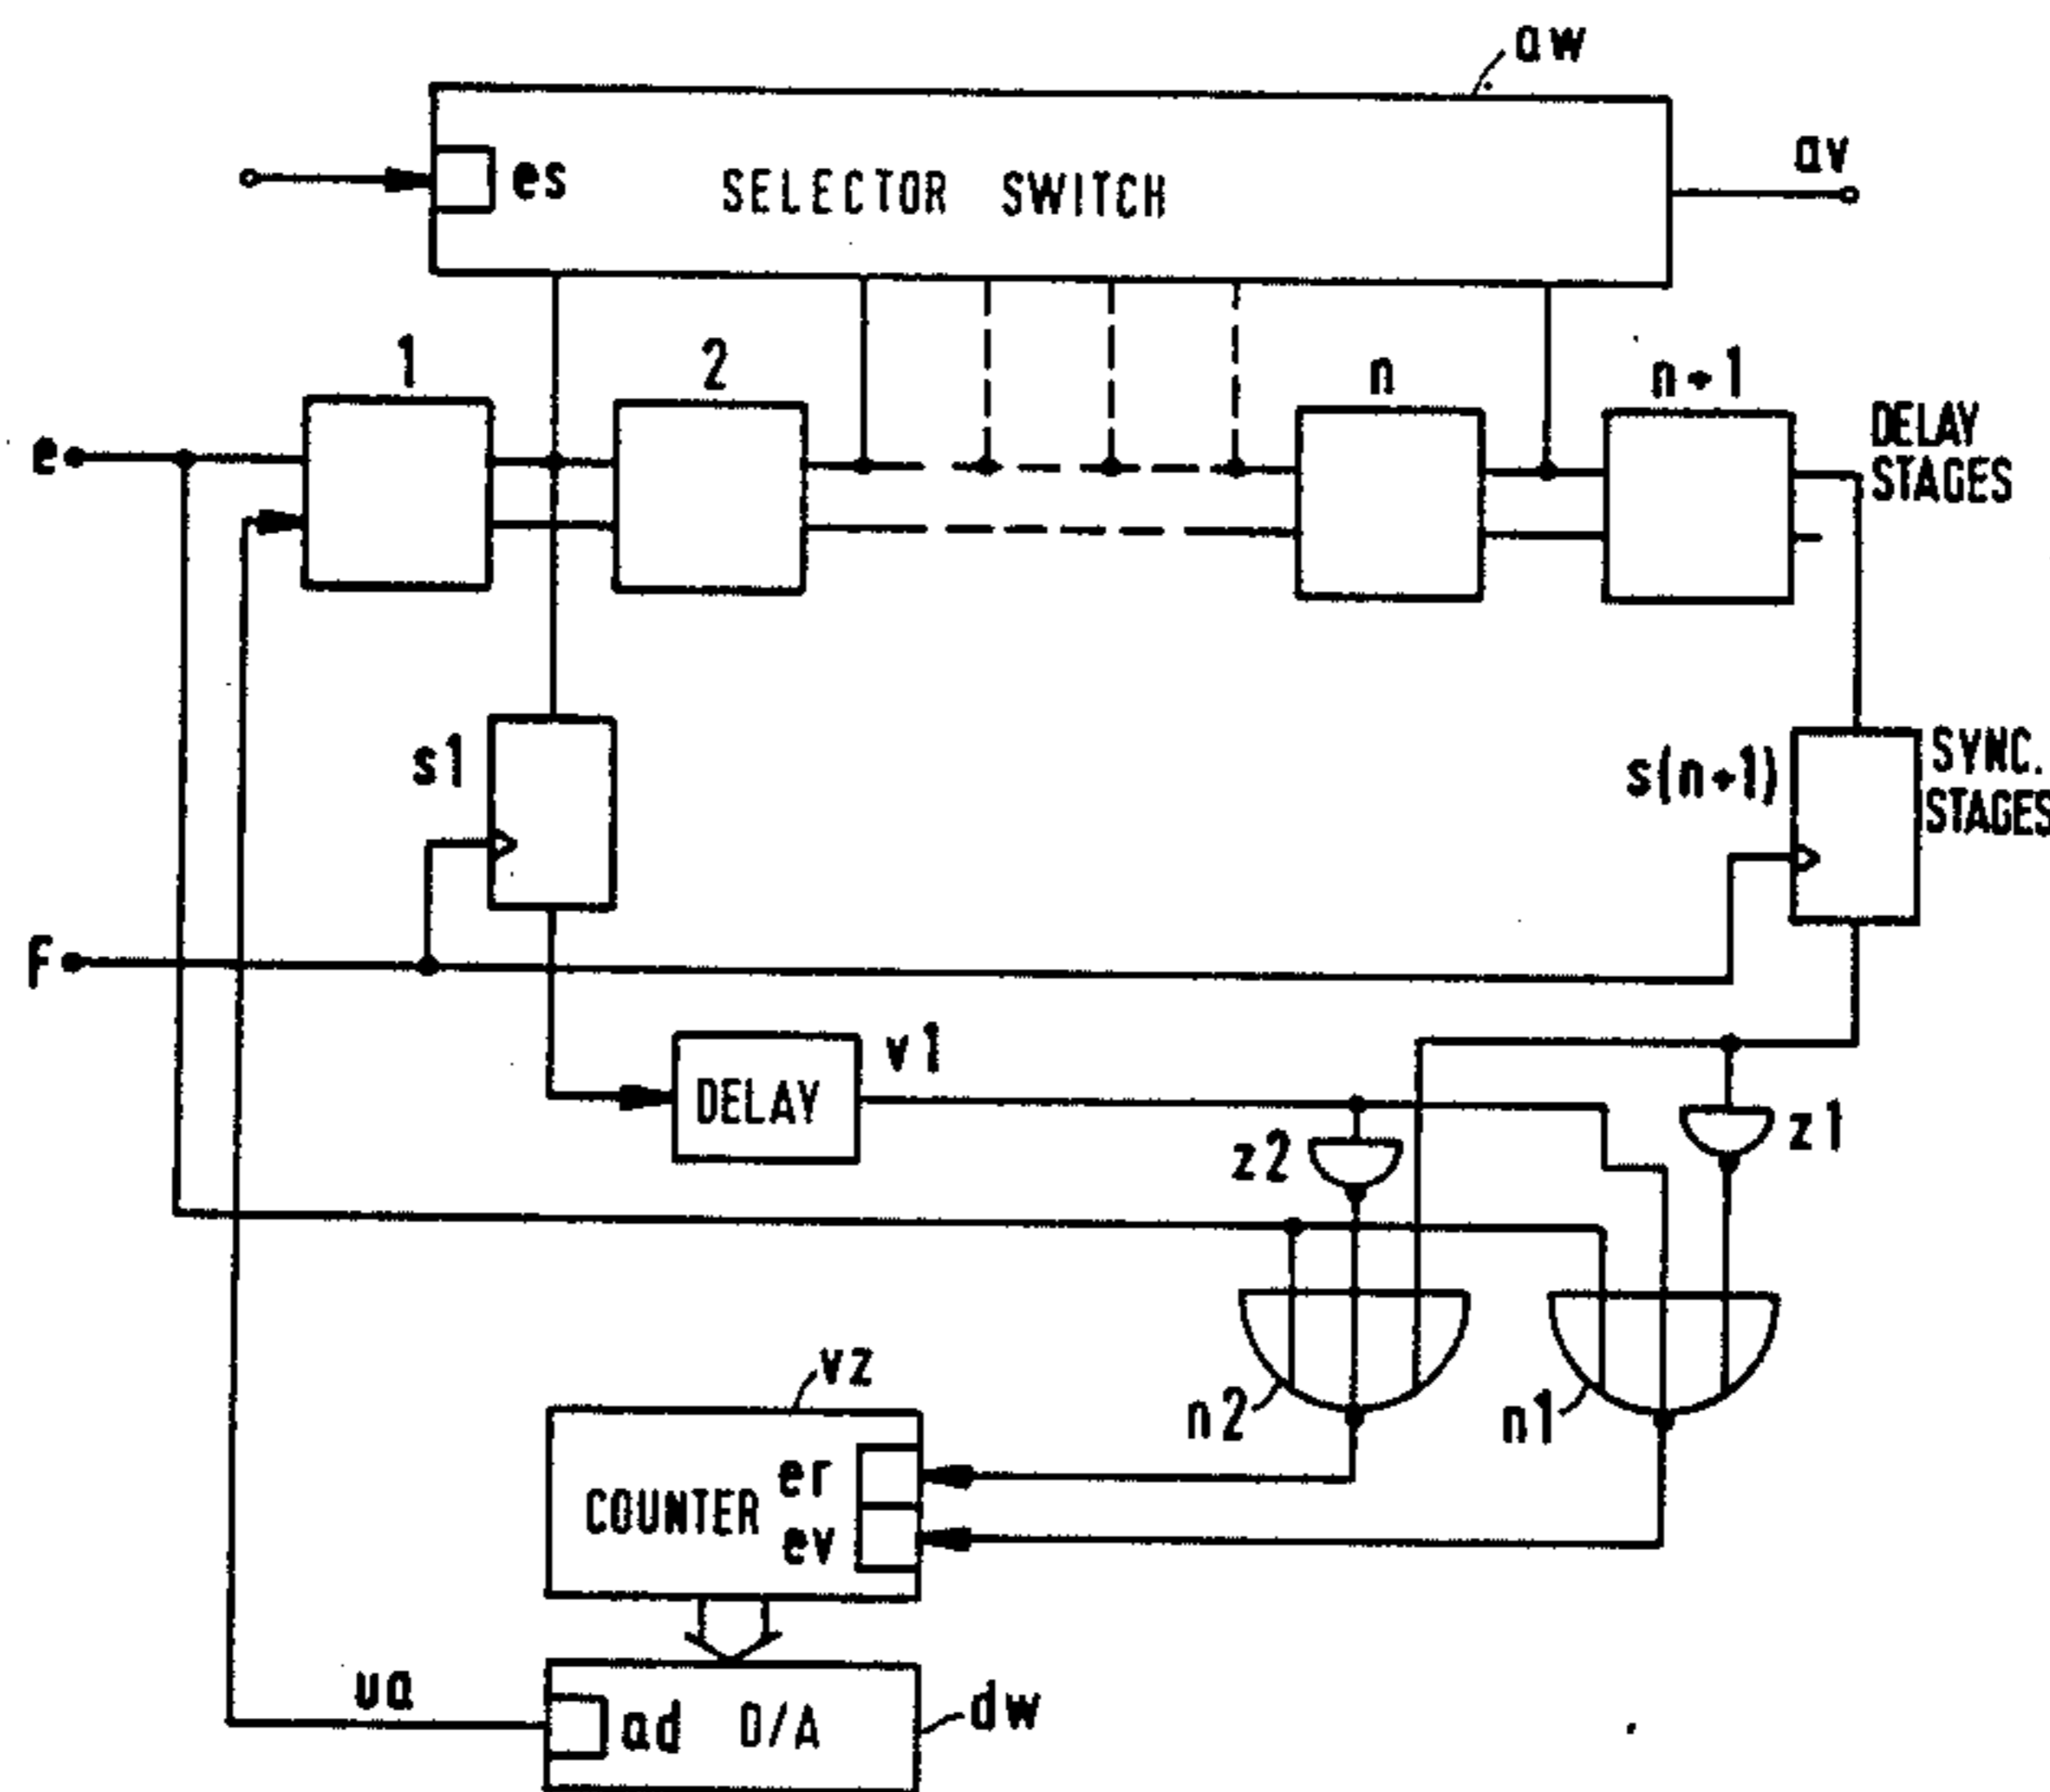 aw
es
SELECTOR SWITCH
av
1
2
n
n+1
DELAY
STAGES
e
s1
s(n+1)
SYNC.
STAGES
F
DELAY
v1
z2
z1
vz
n2
n1
COUNTER
er
ev
ua
ad
D/A
dw